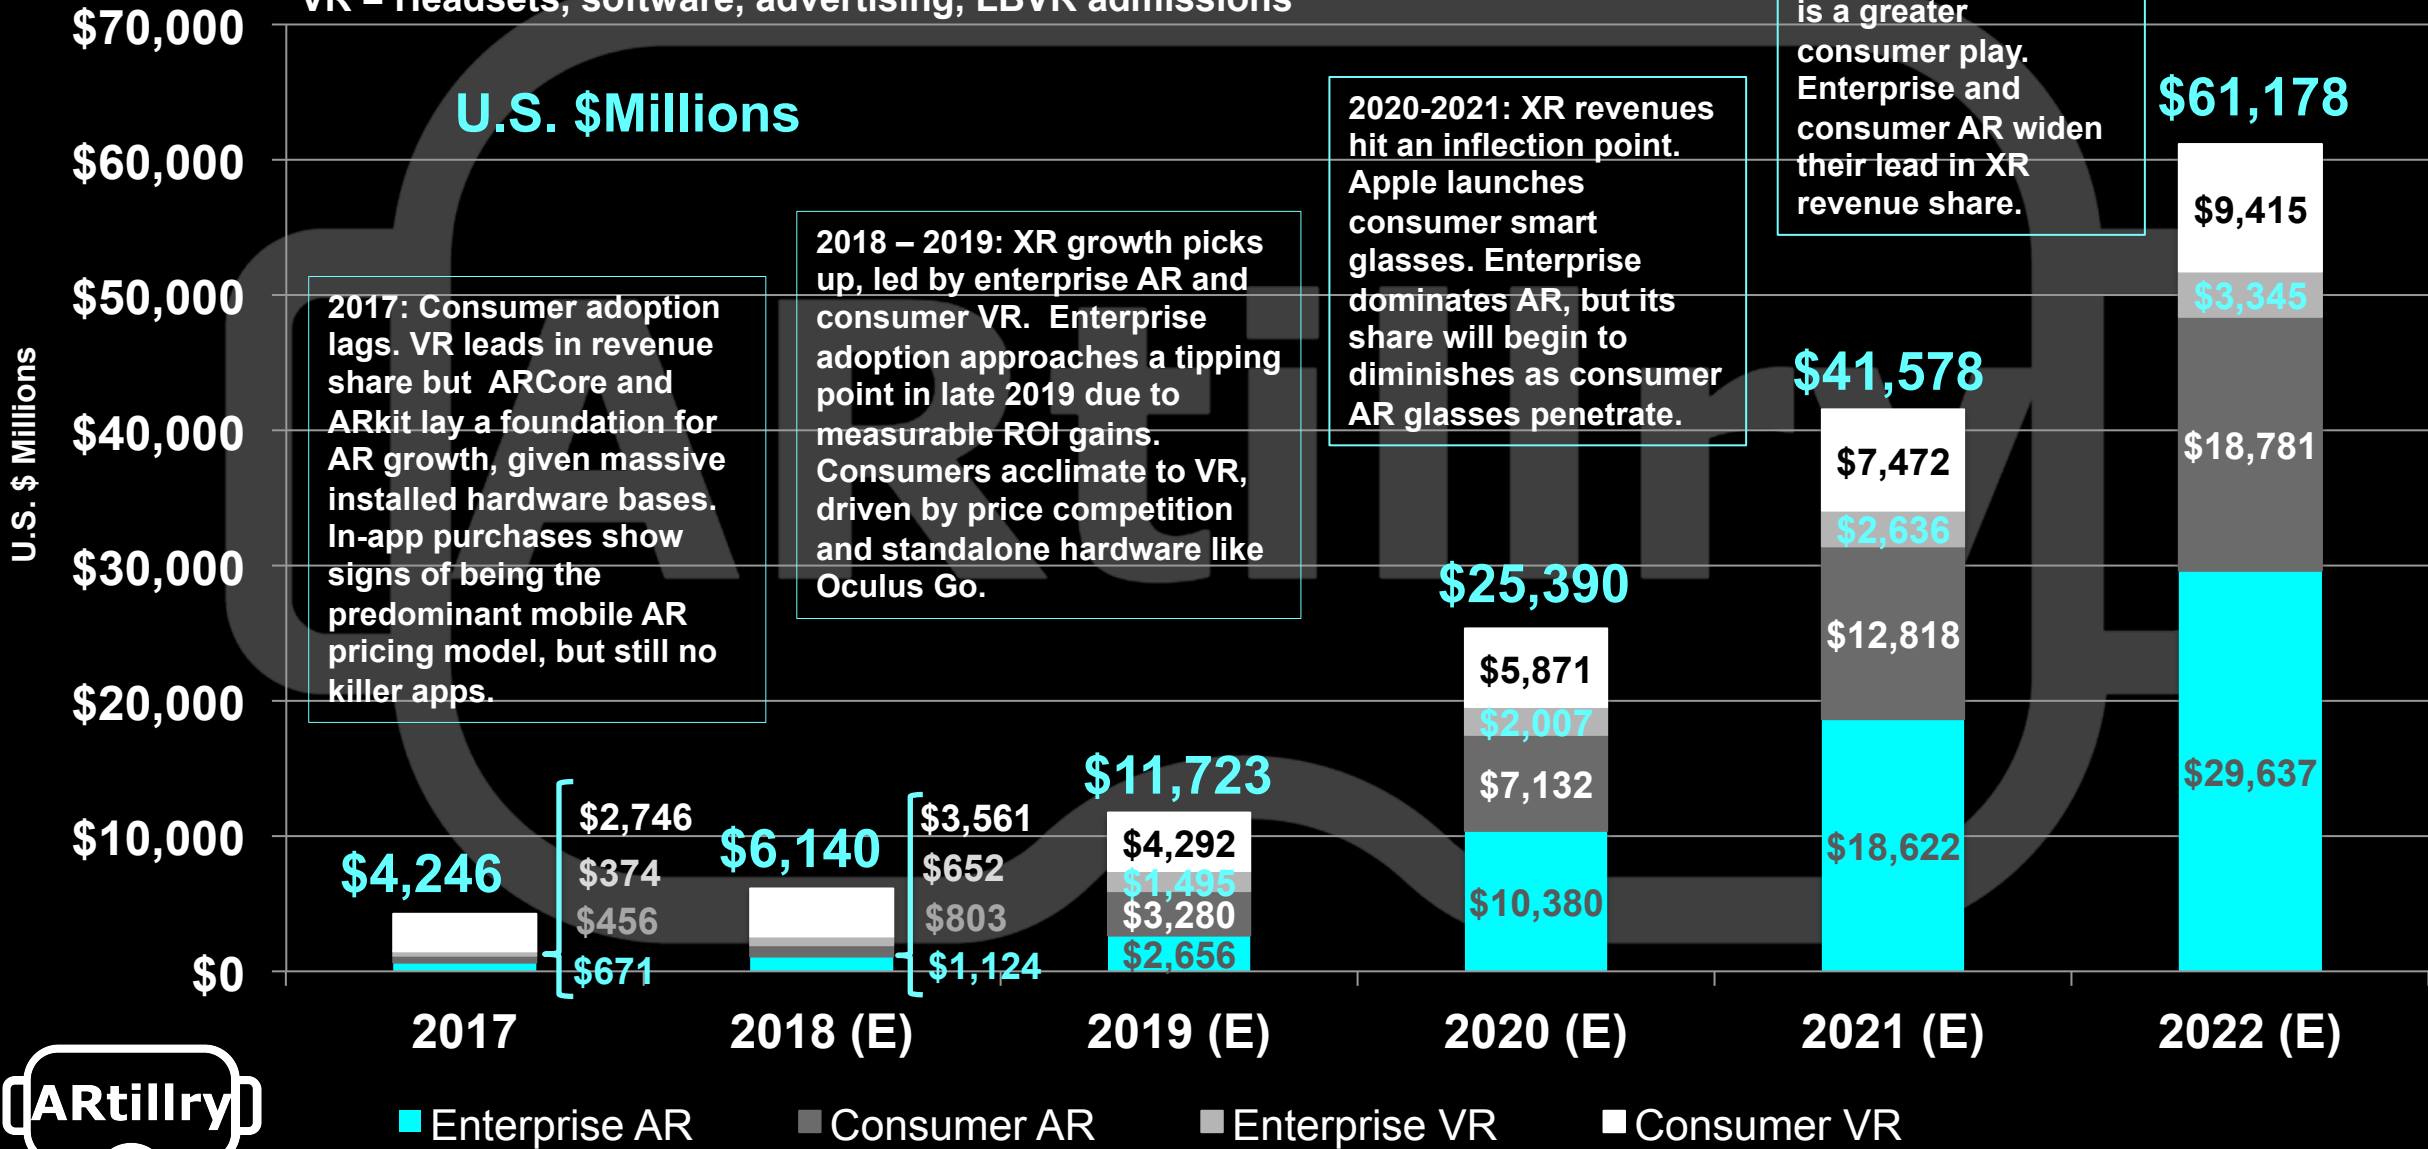 VR – Headsets, software, advertising, LBVR admissions
U.S. $Millions
U.S. $ Millions
$70,000
$60,000
$50,000
$40,000
$30,000
$20,000
$10,000
$0
2017: Consumer adoption
lags. VR leads in revenue
share but ARCore and
ARkit lay a foundation for
AR growth, given massive
installed hardware bases.
In-app purchases show
signs of being the
predominant mobile AR
pricing model, but still no
killer apps.
2018 – 2019: XR growth picks
up, led by enterprise AR and
consumer VR. Enterprise
adoption approaches a tipping
point in late 2019 due to
measurable ROI gains.
Consumers acclimate to VR,
driven by price competition
and standalone hardware like
Oculus Go.
2020-2021: XR revenues
hit an inflection point.
Apple launches
consumer smart
glasses. Enterprise
dominates AR, but its
share will begin to
diminishes as consumer
AR glasses penetrate.
is a greater
consumer play.
Enterprise and
consumer AR widen
their lead in XR
revenue share.
$4,246
$2,746
$374
$456
$671
$6,140
$3,561
$652
$803
$1,124
$11,723
$4,292
$1,495
$3,280
$2,656
$25,390
$5,871
$2,007
$7,132
$10,380
$41,578
$7,472
$2,636
$12,818
$18,622
$61,178
$9,415
$3,345
$18,781
$29,637
2017
2018 (E)
2019 (E)
2020 (E)
2021 (E)
2022 (E)
Enterprise AR
Consumer AR
Enterprise VR
Consumer VR
ARtillry
ARtillry